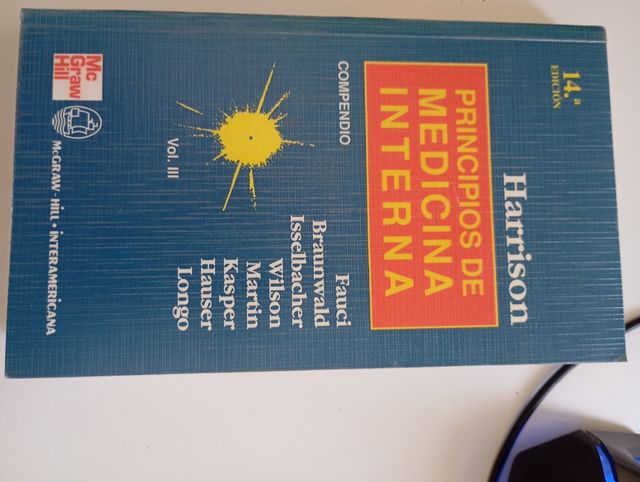 14.ª
EDICIÓN
Harrison
PRINCIPIOS DE
MEDICINA
INTERNA
COMPENDIO
Vol. III
Fauci
Braunwald
Isselbacher
Wilson
Martin
Kasper
Hauser
Longo
Mc
Graw
Hill
McGRAW-HILL • INTERAMERICANA